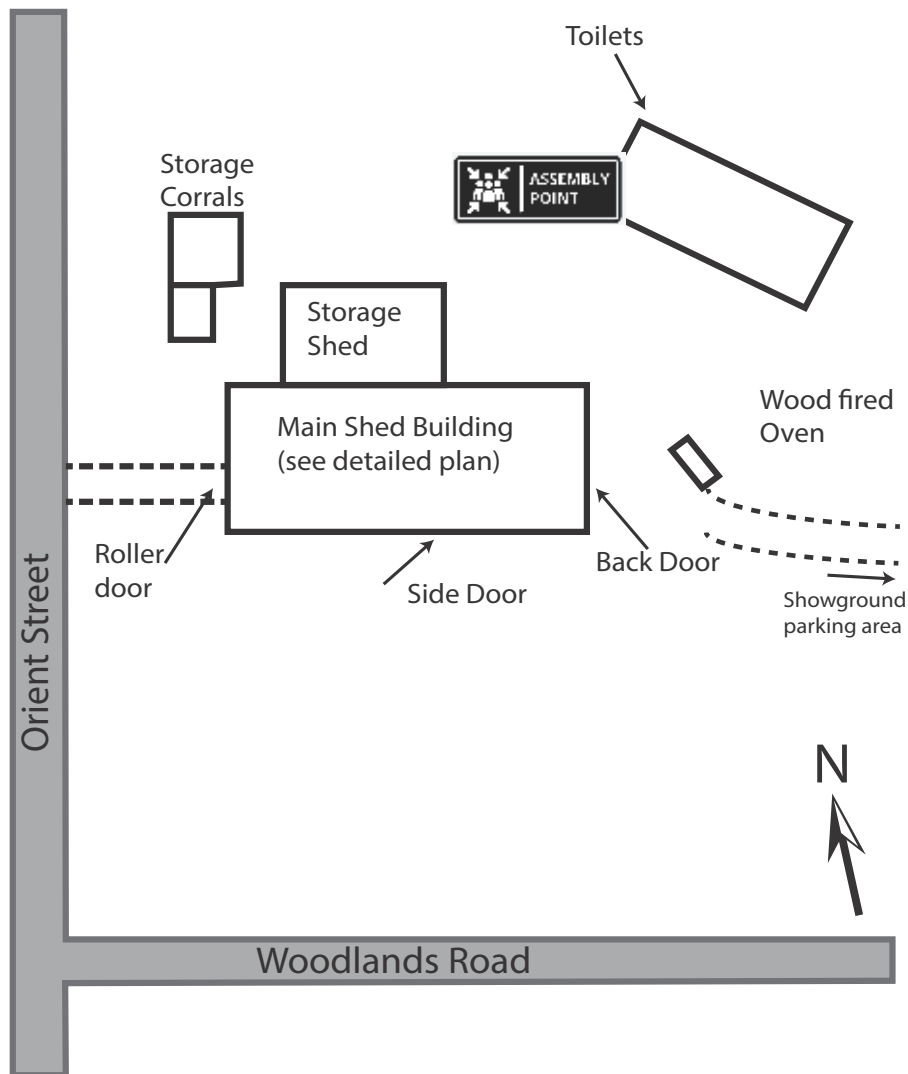 Toilets
Storage
Corrals
ASSEMBLY
POINT
Storage
Shed
Main Shed Building
(see detailed plan)
Wood fired
Oven
Roller
door
Side Door
Back Door
Showground
parking area
Orient Street
N
Woodlands Road